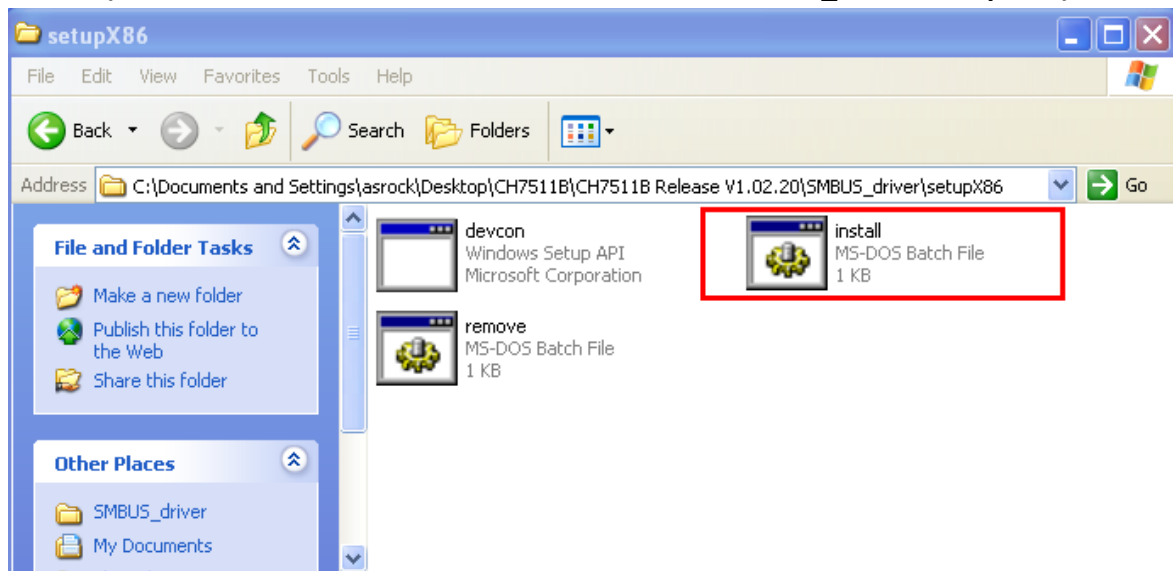 setupX86
File Edit View Favorites Tools Help
Back Search Folders
Address C:\Documents and Settings\asrock\Desktop\CH7511B\CH7511B Release V1.02.20\SMBUS_driver\setupX86 Go
File and Folder Tasks
Make a new folder
Publish this folder to
the Web
Share this folder
Other Places
SMBUS_driver
My Documents
devcon
Windows Setup API
Microsoft Corporation
install
MS-DOS Batch File
1 KB
remove
MS-DOS Batch File
1 KB